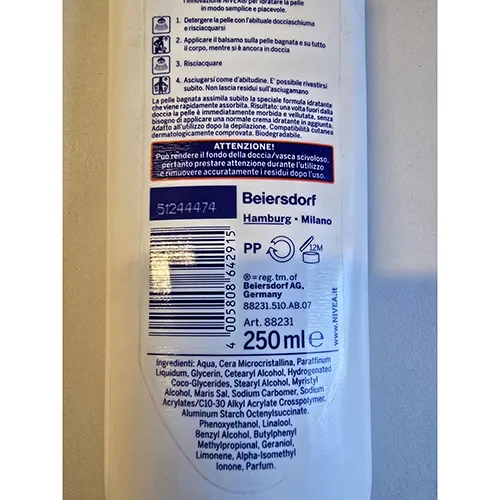 l'innovazione NIVEA® per idratare la pelle
in modo semplice e piacevole.
1. Detergere la pelle con l'abituale docciaschiuma
e risciacquarsi
2. Applicare il balsamo sulla pelle bagnata e su tutto
il corpo, mentre si è ancora in doccia
3. Risciacquare
4. Asciugarsi come d'abitudine. E' possibile rivestirsi
subito. Non lascia residui sull'asciugamano
La pelle bagnata assimila subito la speciale formula idratante
che viene rapidamente assorbita. Risultato: una volta fuori dalla
doccia la pelle è immediatamente morbida e vellutata, senza
bisogno di applicare una normale crema idratante in aggiunta.
Adatto all'utilizzo dopo la depilazione. Compatibilità cutanea
dermatologicamente comprovata. Biodegradabile.
ATTENZIONE!
Può rendere il fondo della doccia/vasca scivoloso,
pertanto prestare attenzione durante l'utilizzo
e rimuovere accuratamente i residui dopo l'uso.
51244474
Beiersdorf
Hamburg • Milano
PP 12M
® = reg. tm. of
Beiersdorf AG,
Germany
88231.510.AB.07
Art. 88231
250 ml e
4 005808 642915
www.NIVEA.it
Ingredienti: Aqua, Cera Microcristallina, Paraffinum
Liquidum, Glycerin, Cetearyl Alcohol, Hydrogenated
Coco-Glycerides, Stearyl Alcohol, Myristyl
Alcohol, Maris Sal, Sodium Carbomer, Sodium
Acrylates/C10-30 Alkyl Acrylate Crosspolymer,
Aluminum Starch Octenylsuccinate,
Phenoxyethanol, Linalool,
Benzyl Alcohol, Butylphenyl
Methylpropional, Geraniol,
Limonene, Alpha-Isomethyl
Ionone, Parfum.